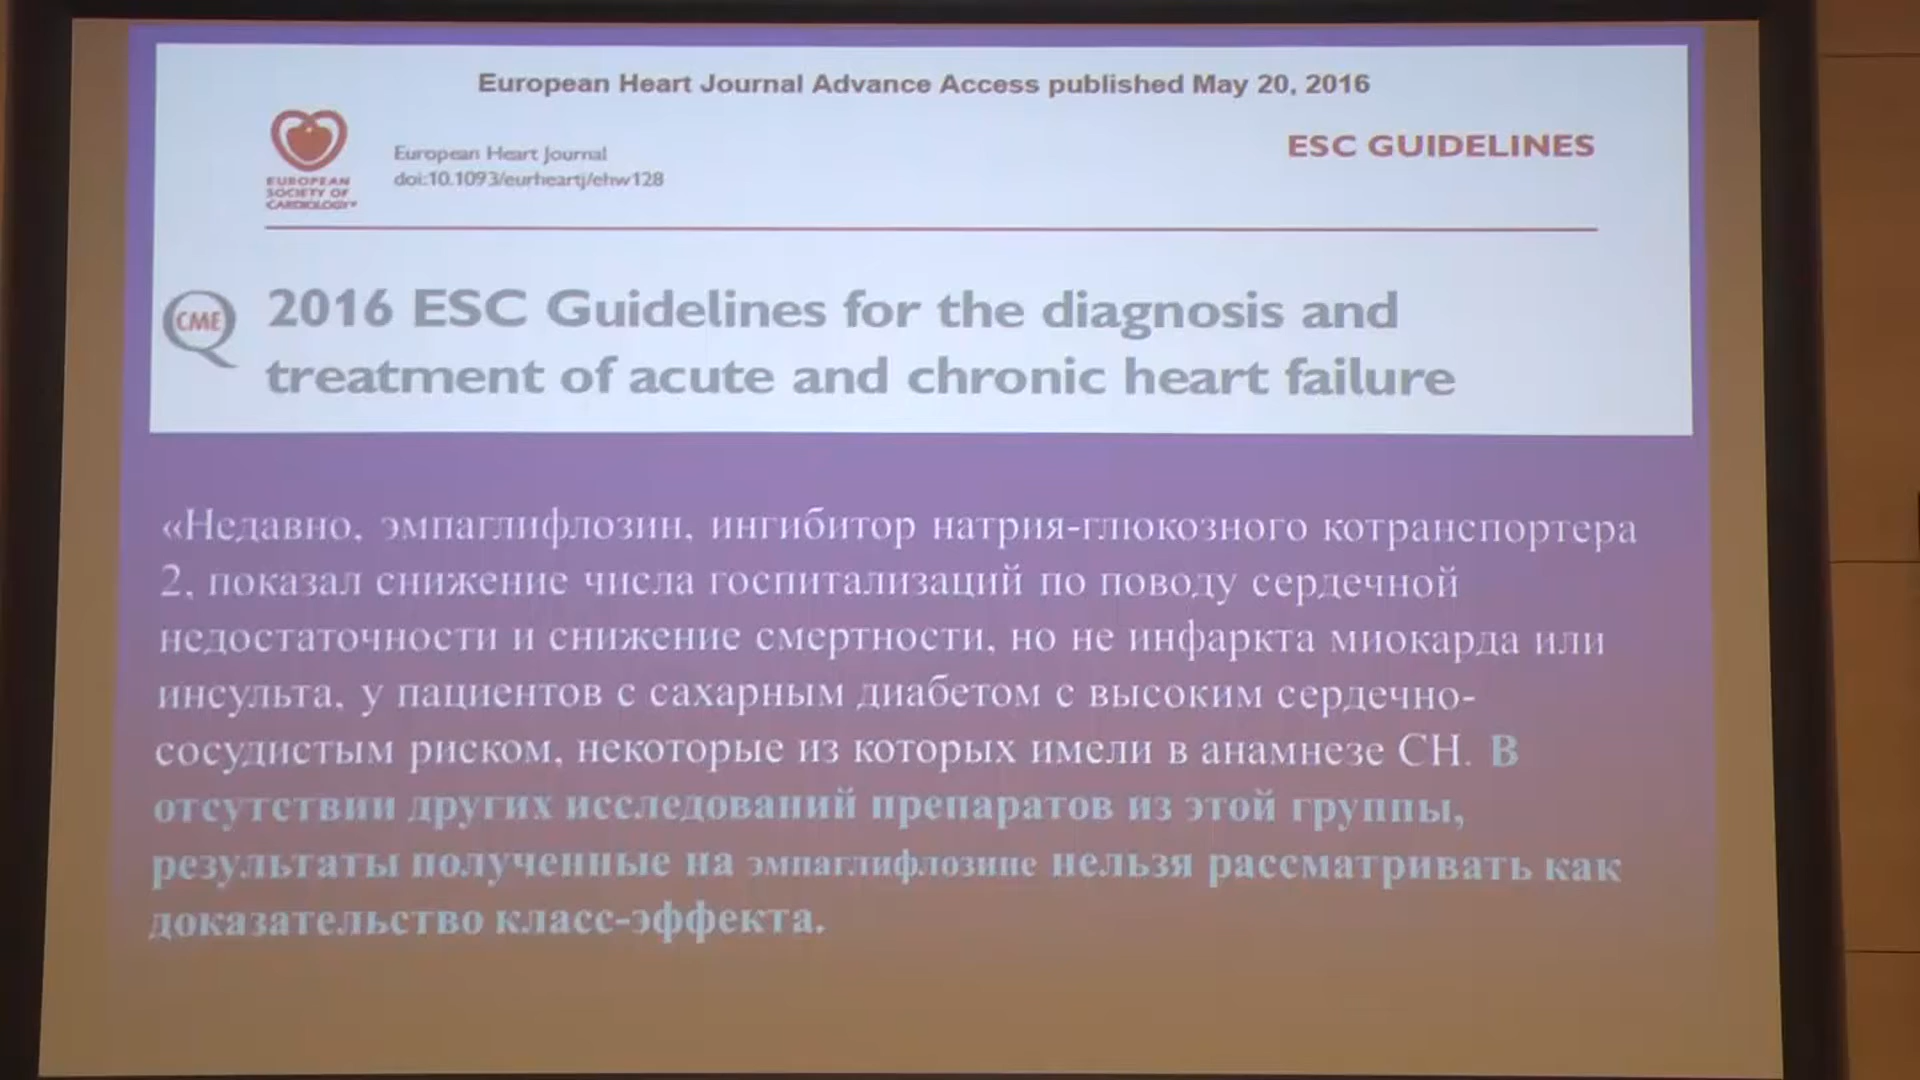 European Heart Journal Advance Access published May 20, 2016
EUROPEAN
SOCIETY OF
CARDIOLOGY®
European Heart Journal
doi:10.1093/eurheartj/ehw128
ESC GUIDELINES
CME
2016 ESC Guidelines for the diagnosis and
treatment of acute and chronic heart failure
«Недавно, эмпаглифлозин, ингибитор натрия-глюкозного котранспортера
2, показал снижение числа госпитализаций по поводу сердечной
недостаточности и снижение смертности, но не инфаркта миокарда или
инсульта, у пациентов с сахарным диабетом с высоким сердечно-
сосудистым риском, некоторые из которых имели в анамнезе СН. В
отсутствии других исследований препаратов из этой группы,
результаты полученные на эмпаглифлозине нельзя рассматривать как
доказательство класс-эффекта.